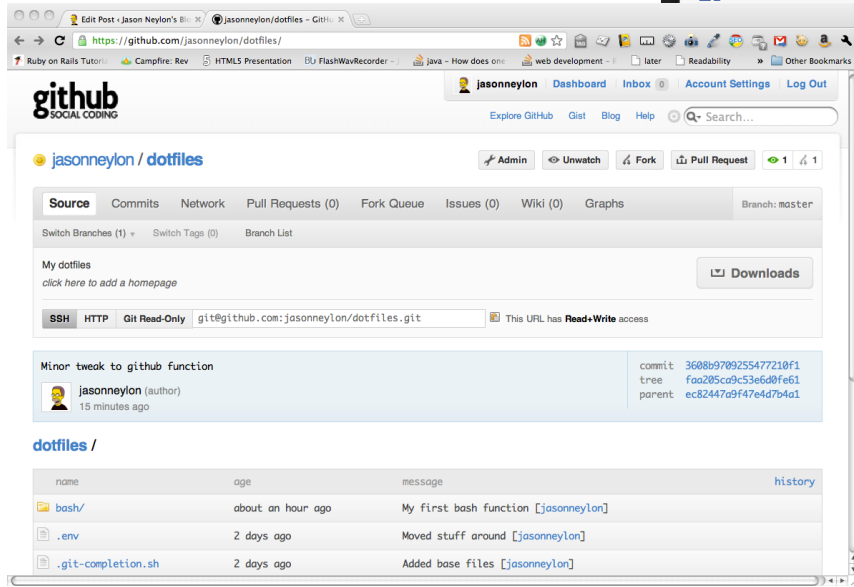 Edit Post ‹ Jason Neylon's Blo
jasonneylon/dotfiles – GitHu
https://github.com/jasonneylon/dotfiles/
Ruby on Rails Tutoria Campfire: Rev HTML5 Presentation BU FlashWavRecorder – J java – How does one web development – later Readability » Other Bookmarks
github
SOCIAL CODING
jasonneylon Dashboard Inbox 0 Account Settings Log Out
Explore GitHub Gist Blog Help Search...
jasonneylon / dotfiles
Admin Unwatch Fork Pull Request 1 1
Source Commits Network Pull Requests (0) Fork Queue Issues (0) Wiki (0) Graphs Branch: master
Switch Branches (1) Switch Tags (0) Branch List
My dotfiles
click here to add a homepage
Downloads
SSH HTTP Git Read-Only git@github.com:jasonneylon/dotfiles.git This URL has Read+Write access
Minor tweak to github function
jasonneylon (author)
15 minutes ago
commit 3608b9709255477210f1
tree faa205ca9c53e6d0fe61
parent ec82447a9f47e4d7b4a1
dotfiles /
name age message history
bash/ about an hour ago My first bash function [jasonneylon]
.env 2 days ago Moved stuff around [jasonneylon]
.git-completion.sh 2 days ago Added base files [jasonneylon]